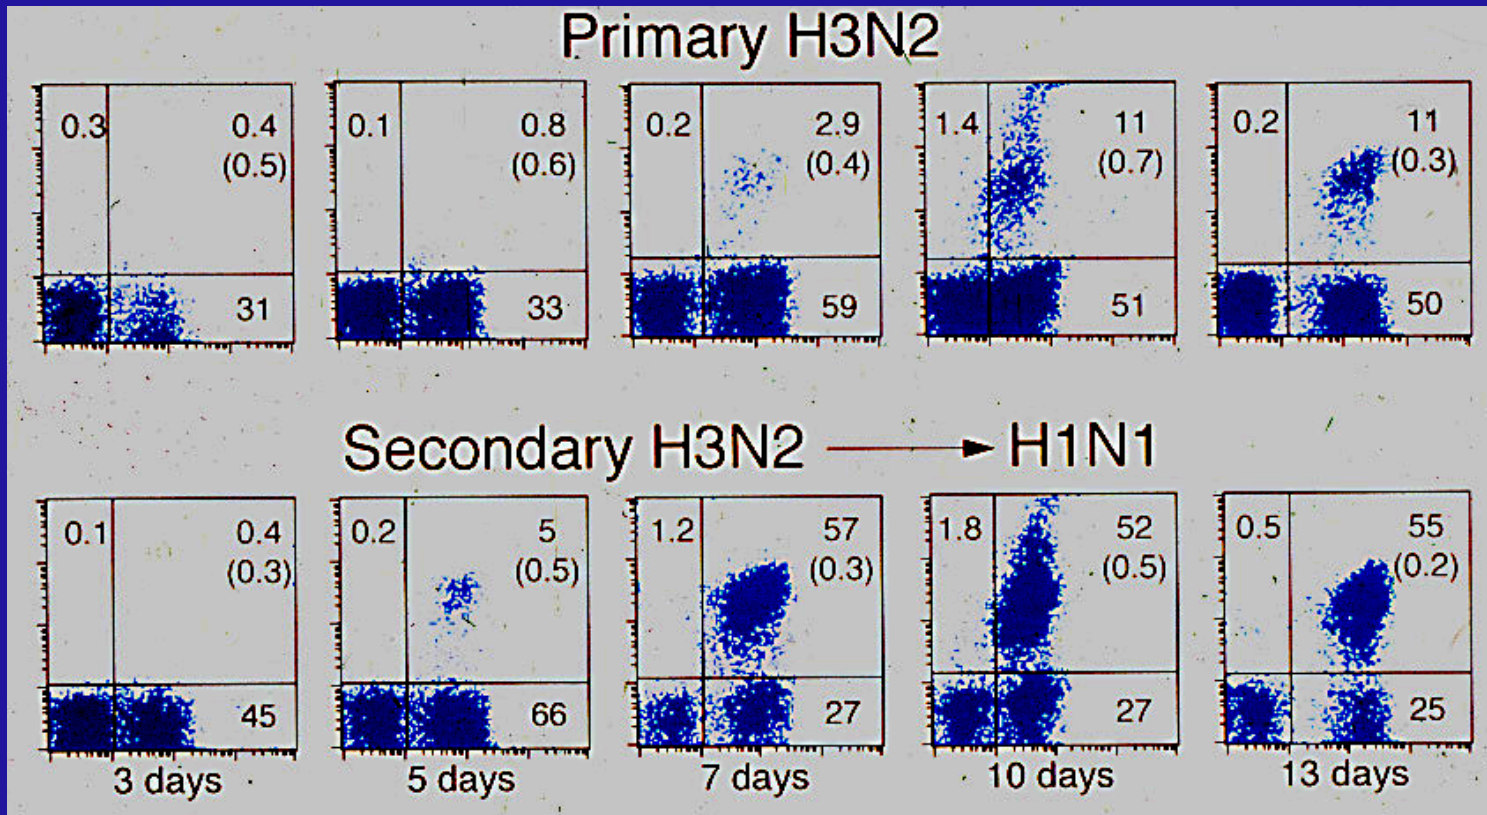 Primary H3N2
0.3 0.4 0.1 0.8 0.2 2.9 1.4 11 0.2 11
(0.5) (0.6) (0.4) (0.7) (0.3)
31 33 59 51 50
Secondary H3N2 → H1N1
0.1 0.4 0.2 5 1.2 57 1.8 52 0.5 55
(0.3) (0.5) (0.3) (0.5) (0.2)
45 66 27 27 25
3 days 5 days 7 days 10 days 13 days